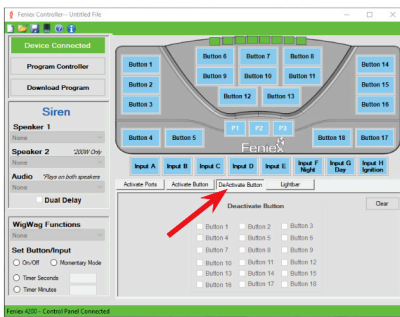 Feniex Controller-- Untitled File
Device Connected
Program Controller
Download Program
Siren
Speaker 1
None
Speaker 2 *200W Only
None
Audio *Plays on both speakers
None
Dual Delay
WigWag Functions
None
Set Button/Input
On/Off Momentary Mode
Timer Seconds
Timer Minutes
Button 1
Button 2
Button 3
Button 4 Button 5
Button 6 Button 7 Button 8
Button 9 Button 10 Button 11
Button 12 Button 13
P1 P2 P3
Feniex
Button 14
Button 15
Button 16
Button 18 Button 17
Input A Input B Input C Input D Input E Input F Night Input G Day Input H Ignition
Activate Ports Activate Button DeActivate Button Lightbar
Deactivate Button Clear
Button 1 Button 2 Button 3
Button 4 Button 5 Button 6
Button 7 Button 8 Button 9
Button 10 Button 11 Button 12
Button 13 Button 14 Button 15
Button 16 Button 17 Button 18
Feniex 4200 - Control Panel Connected